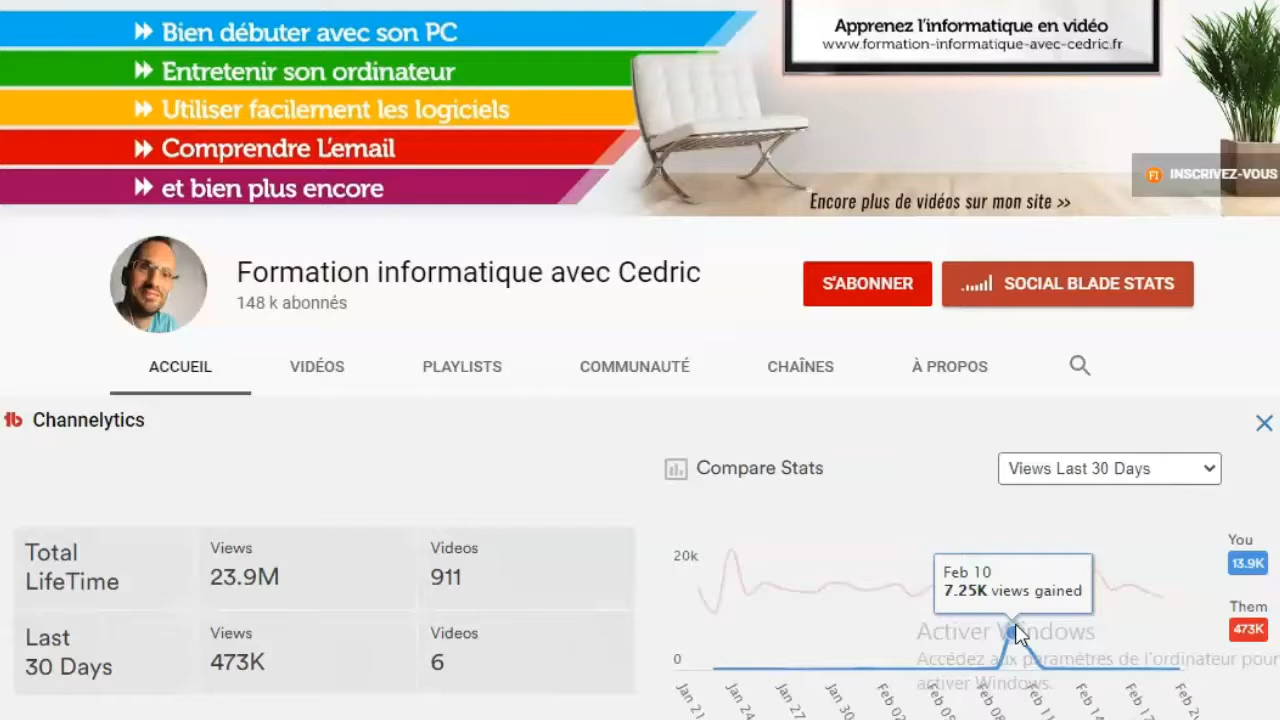 Bien débuter avec son PC
Entretenir son ordinateur
Utiliser facilement les logiciels
Comprendre L'email
et bien plus encore
Apprenez l'informatique en vidéo
www.formation-informatique-avec-cedric.fr
Encore plus de vidéos sur mon site >>
FI INSCRIVEZ-VOUS
Formation informatique avec Cedric
148 k abonnés
S'ABONNER
SOCIAL BLADE STATS
ACCUEIL VIDÉOS PLAYLISTS COMMUNAUTÉ CHAÎNES À PROPOS
tb Channelytics
Compare Stats
Views Last 30 Days
Total LifeTime
Views
23.9M
Videos
911
Last 30 Days
Views
473K
Videos
6
20k
0
Feb 10
7.25K views gained
You
13.9K
Them
473K
Activer Windows
Accédez aux paramètres de l'ordinateur pour
activer Windows.
Jan 21
Jan 24
Jan 27
Jan 30
Feb 02
Feb 08
Feb 11
Feb 14
Feb 17